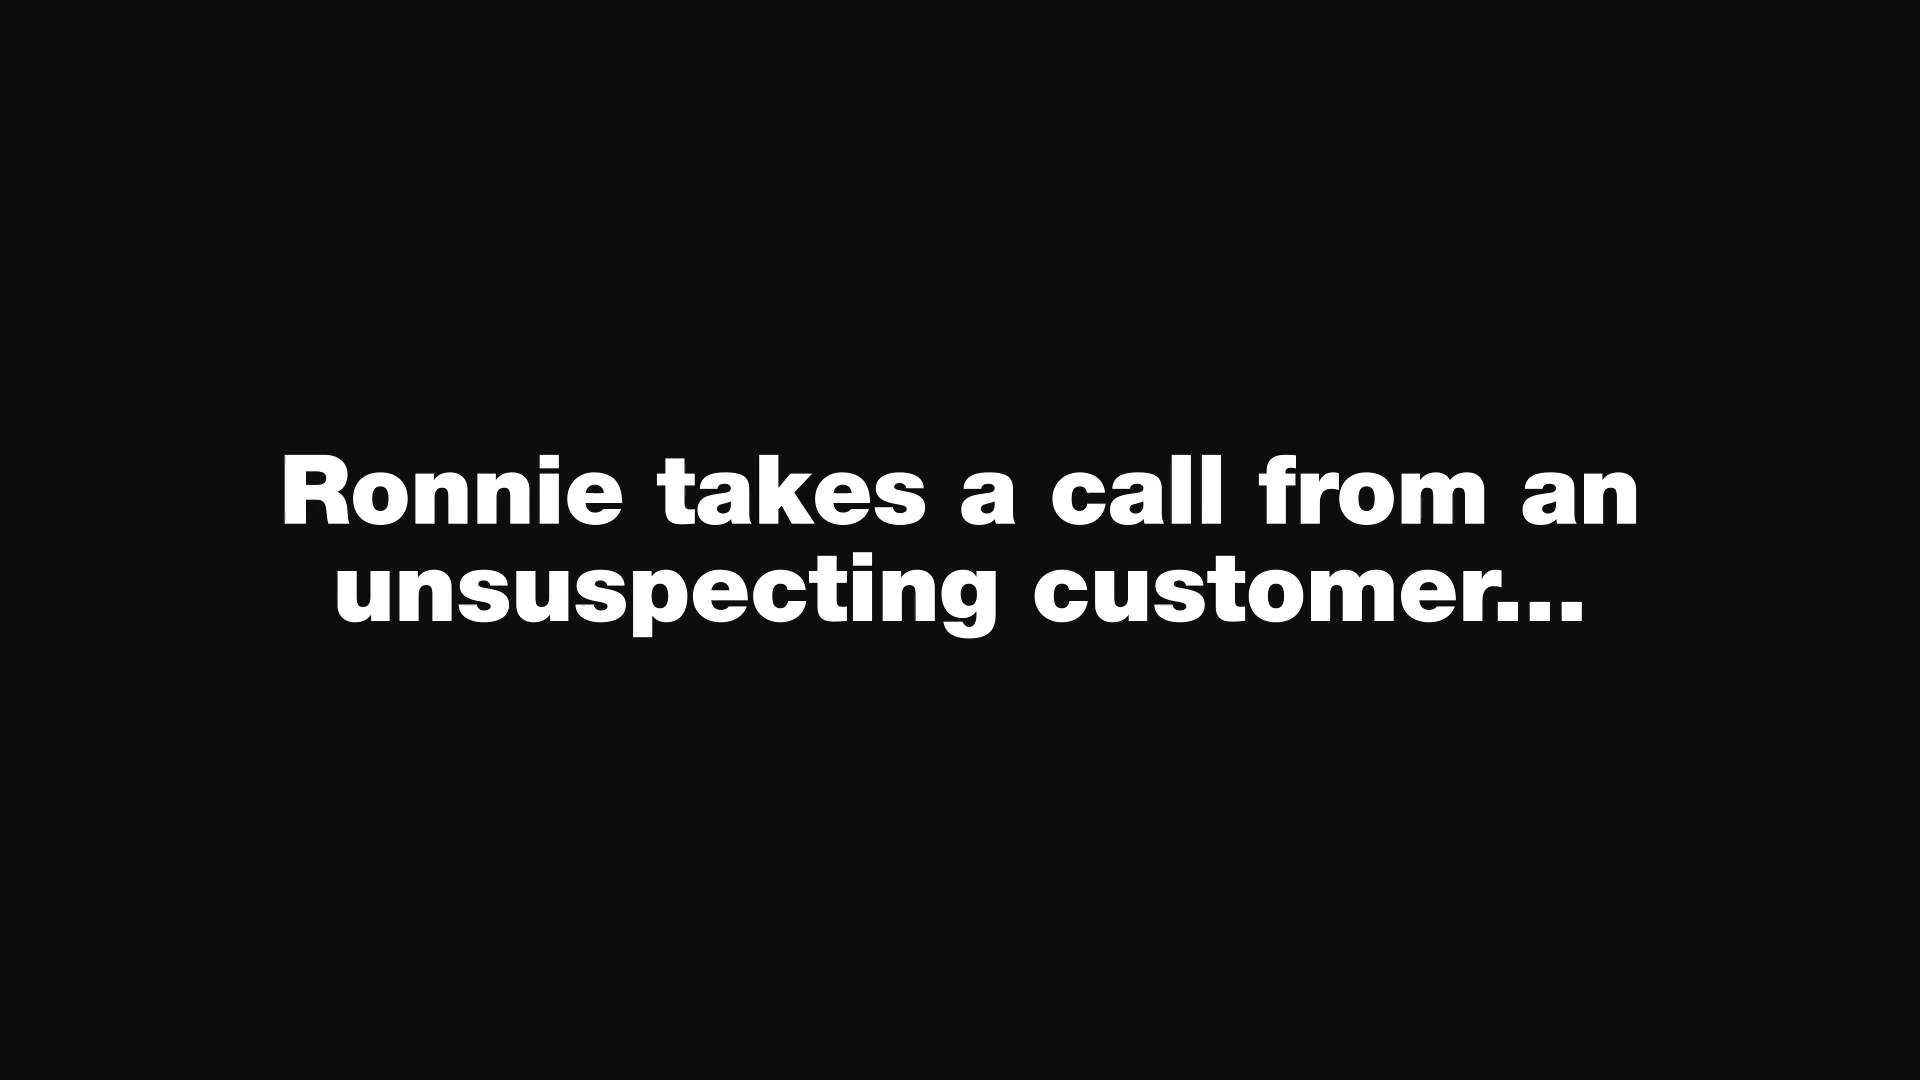 Ronnie takes a call from an
unsuspecting customer...